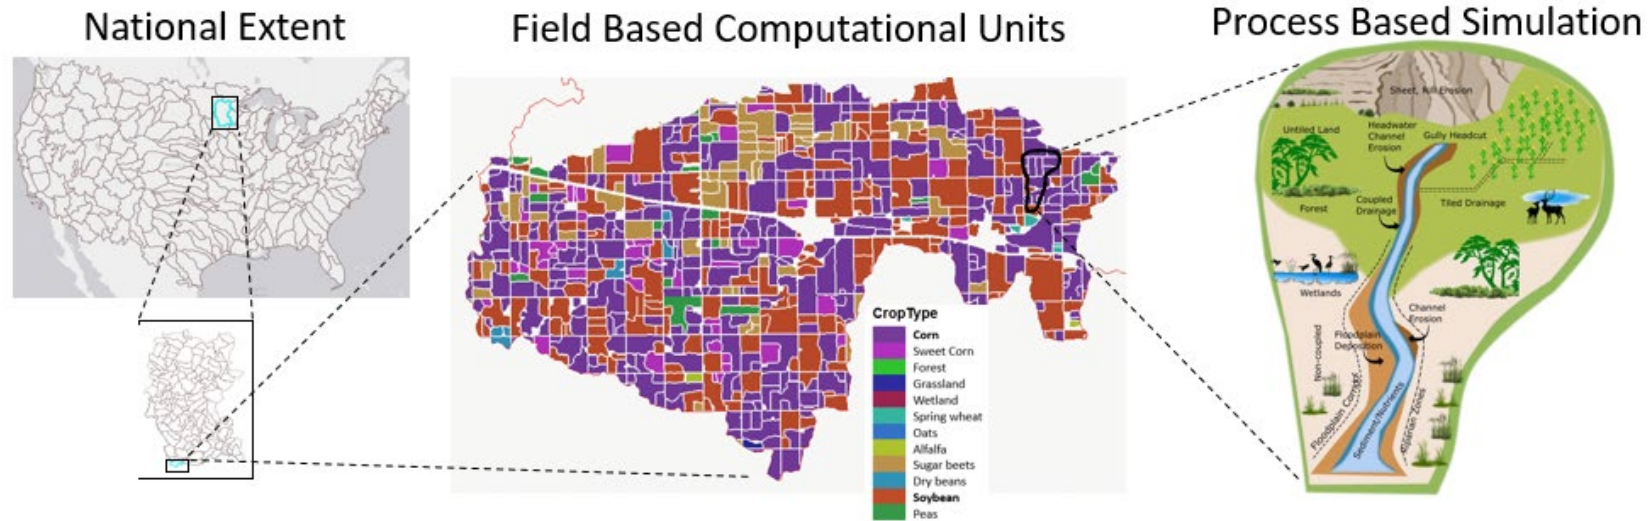 National Extent
Field Based Computational Units
Process Based Simulation
CropType
Corn
Sweet Corn
Forest
Grassland
Wetland
Spring wheat
Oats
Alfalfa
Sugar beets
Dry beans
Soybean
Peas
Sheet, Rill Erosion
Untiled Land
Headwater
Channel
Erosion
Gully Headcut
Forest
Coupled
Drainage
Tiled Drainage
Wetlands
Channel
Erosion
Floodplain
Deposition
Non-coupled
Floodplain Corridor
Sediment/Nutrients
Riparian Zones